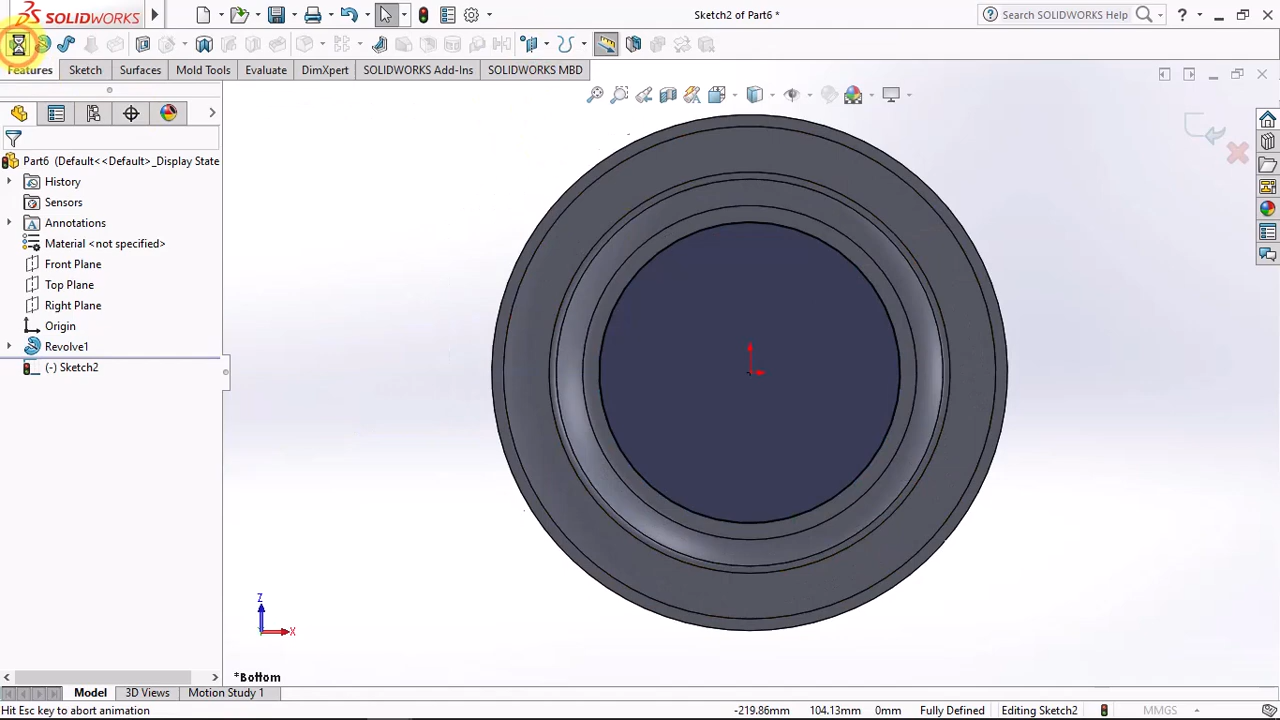 SOLIDWORKS
Sketch2 of Part6
Search SOLIDWORKS Help
?
Features
Sketch
Surfaces
Mold Tools
Evaluate
DimXpert
SOLIDWORKS Add-Ins
SOLIDWORKS MBD
Part6 (Default<<Default>_Display State
History
Sensors
Annotations
Material <not specified>
Front Plane
Top Plane
Right Plane
Origin
Revolve1
(-) Sketch2
Z
X
*Bottom
Model
3D Views
Motion Study 1
Hit Esc key to abort animation
-219.86mm
104.13mm
0mm
Fully Defined
Editing Sketch2
MMGS